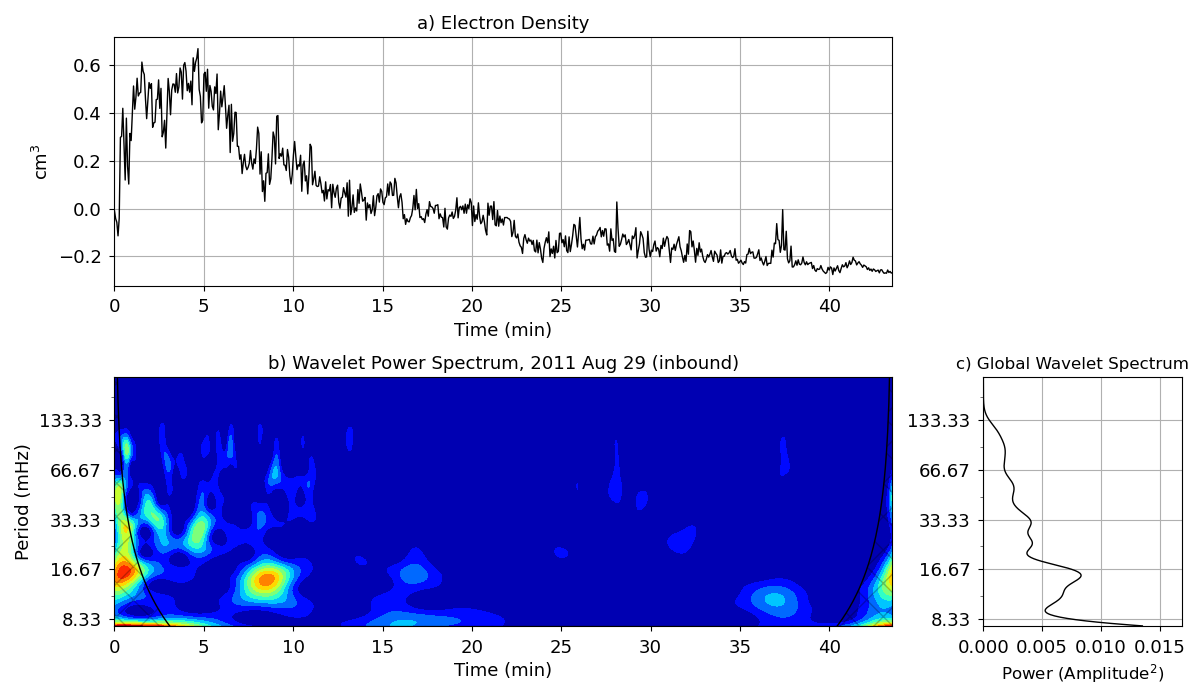 a) Electron Density
cm³
0.6
0.4
0.2
0.0
−0.2
0 5 10 15 20 25 30 35 40
Time (min)
b) Wavelet Power Spectrum, 2011 Aug 29 (inbound)
Period (mHz)
133.33
66.67
33.33
16.67
8.33
0 5 10 15 20 25 30 35 40
Time (min)
c) Global Wavelet Spectrum
133.33
66.67
33.33
16.67
8.33
0.000 0.005 0.010 0.015
Power (Amplitude²)